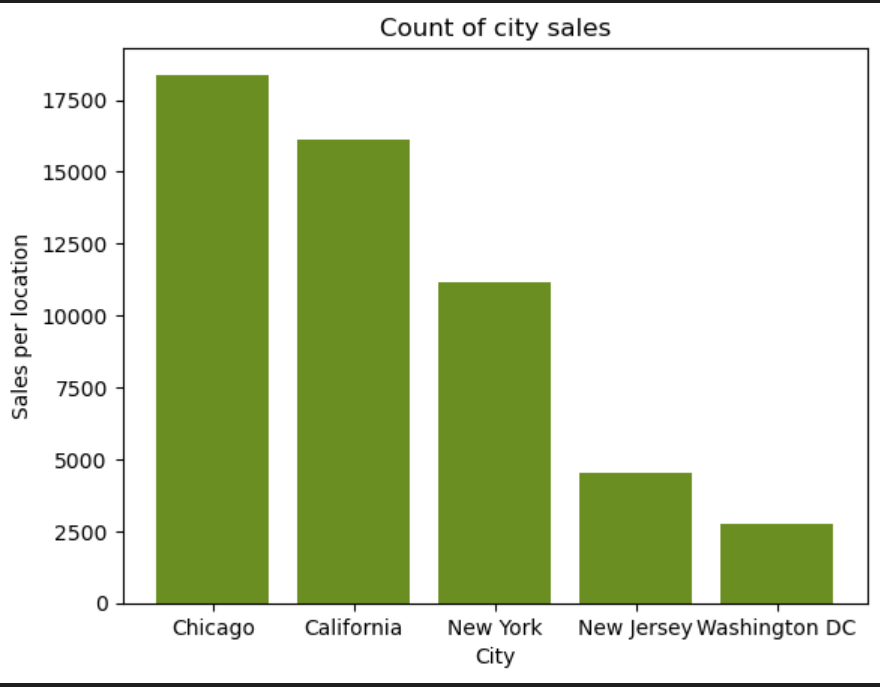 Count of city sales
17500
15000
12500
10000
7500
5000
2500
0
Sales per location
Chicago California New York New Jersey Washington DC
City